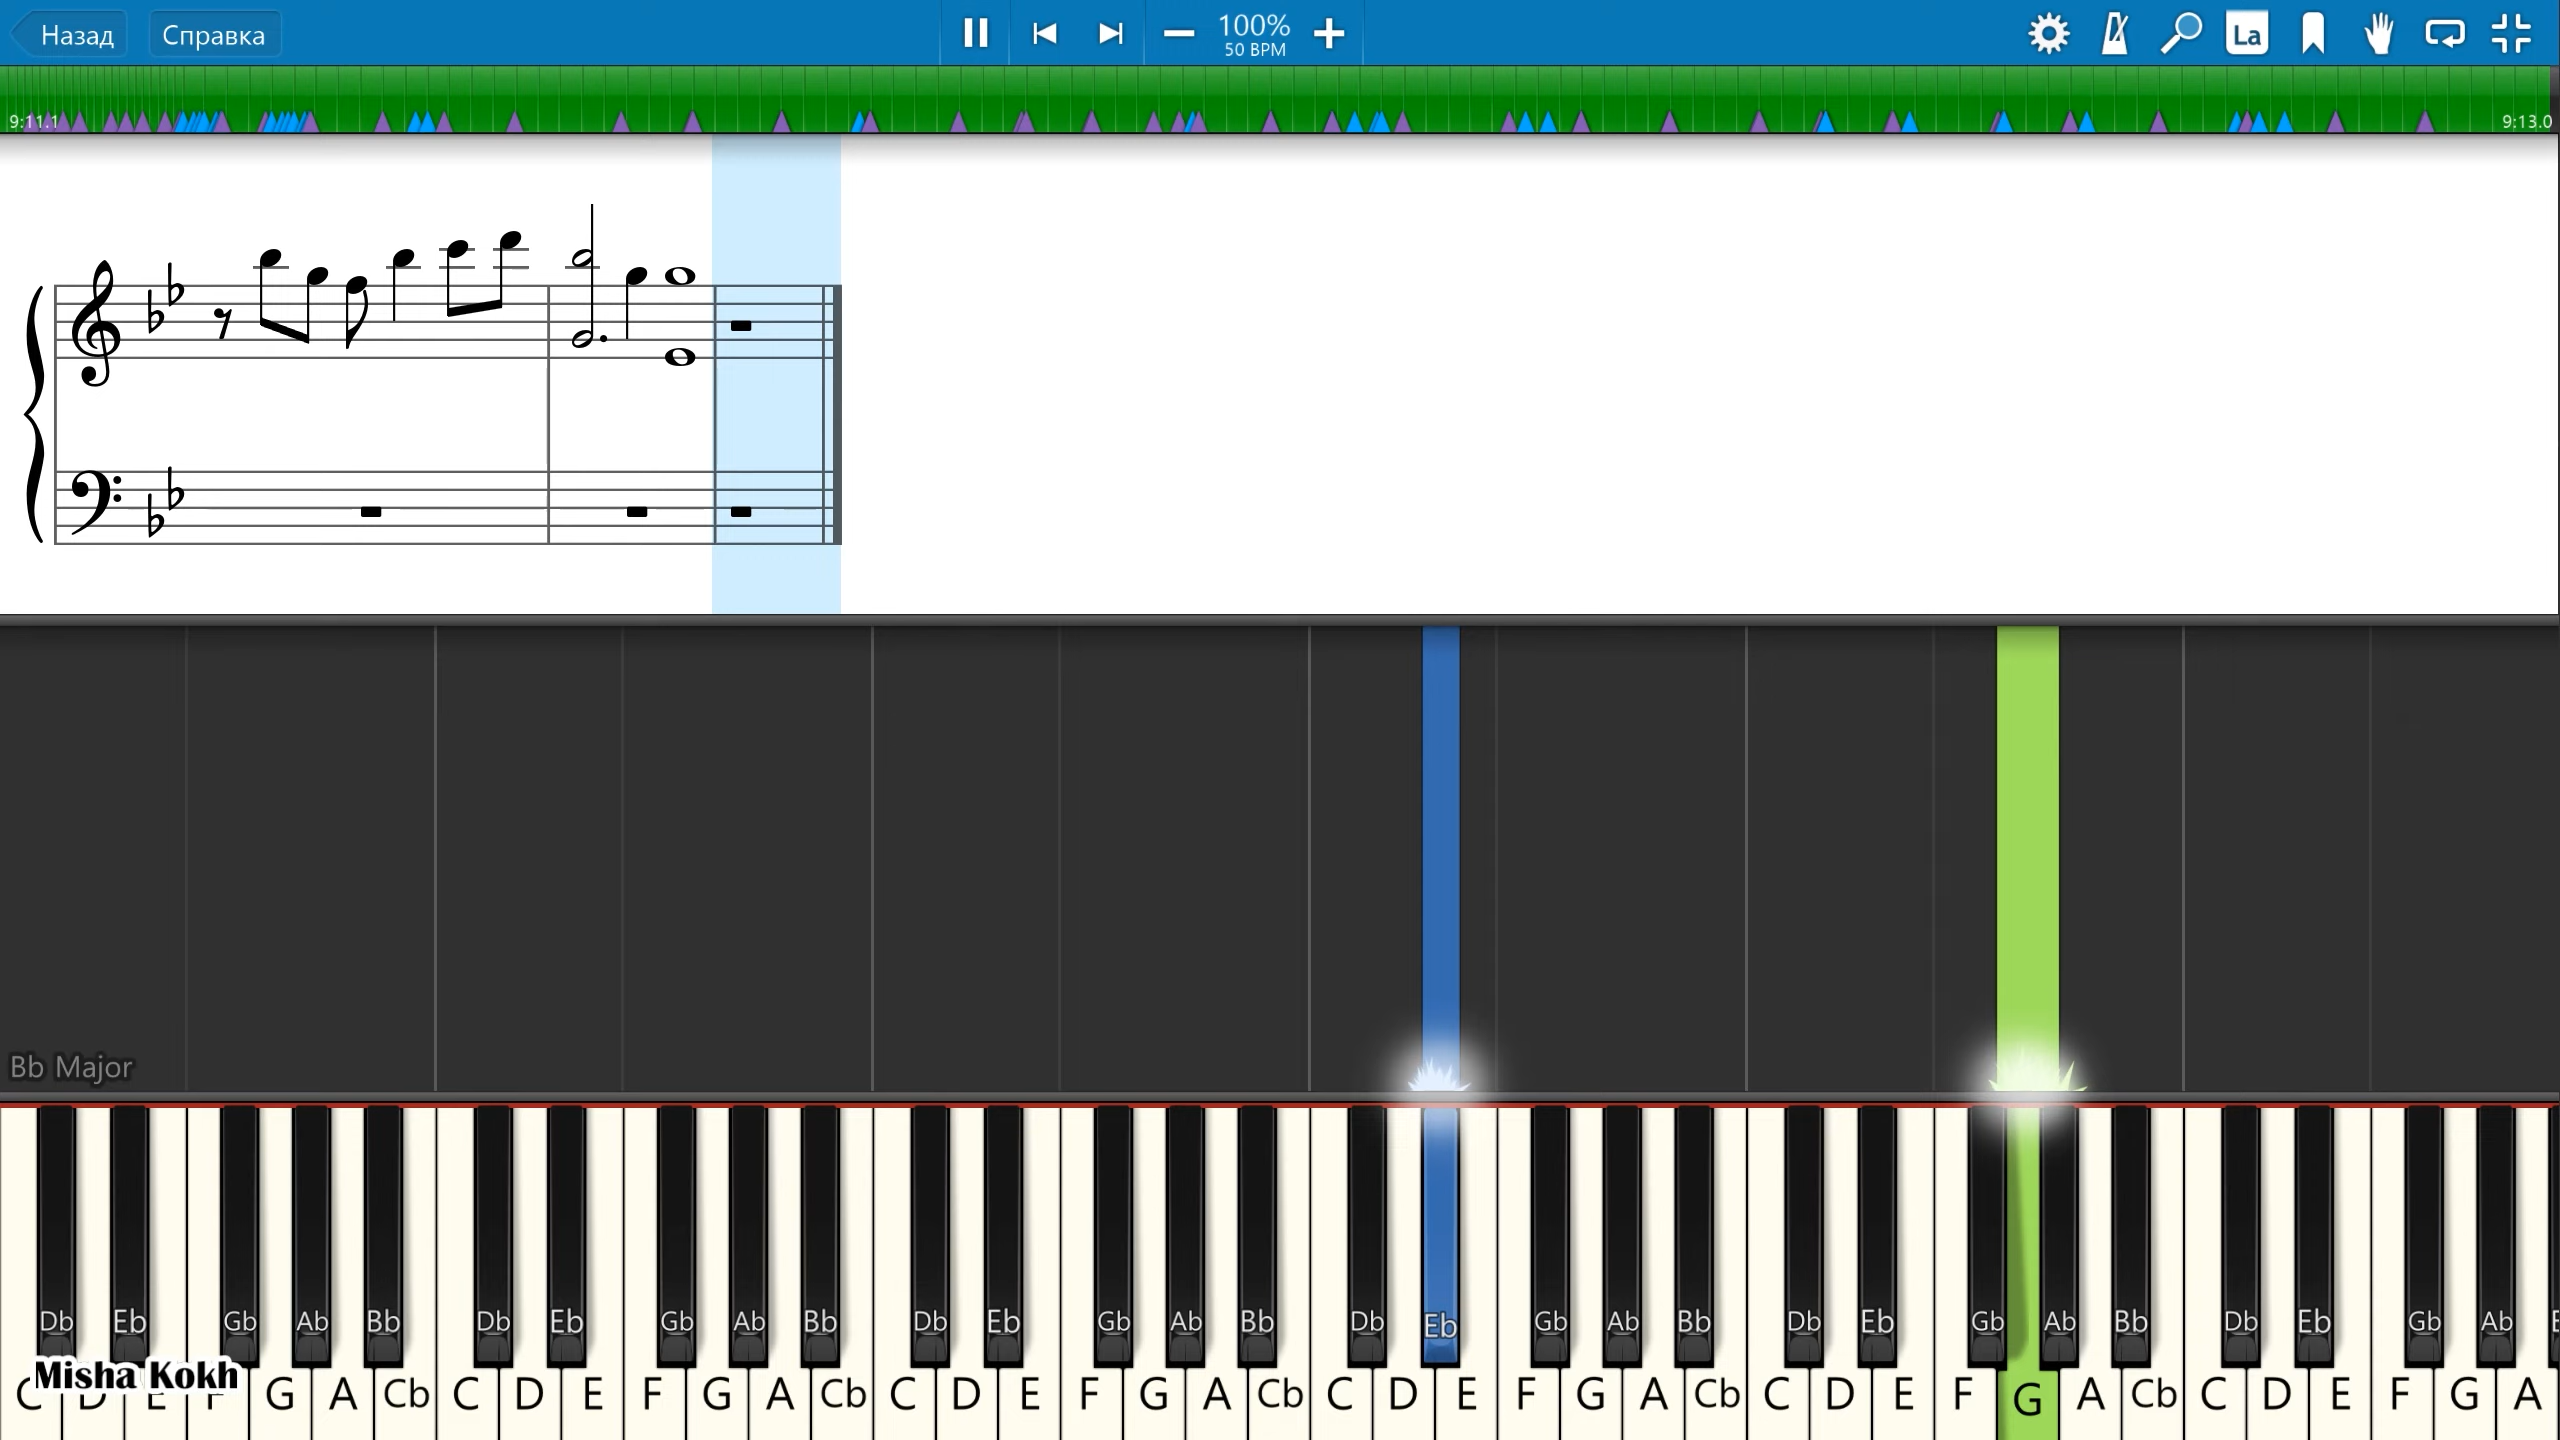 Назад Справка 100% La
50 BPM
9:11.1 9:13.0
Bb Major
Db Eb Gb Ab Bb Db Eb Gb Ab Bb Db Eb Gb Ab Bb Db Eb Gb Ab Bb Db Eb Gb Ab Bb Db Eb Gb Ab
Misha Kokh
C D E F G A Cb C D E F G A Cb C D E F G A Cb C D E F G A Cb C D E F G A Cb C D E F G A